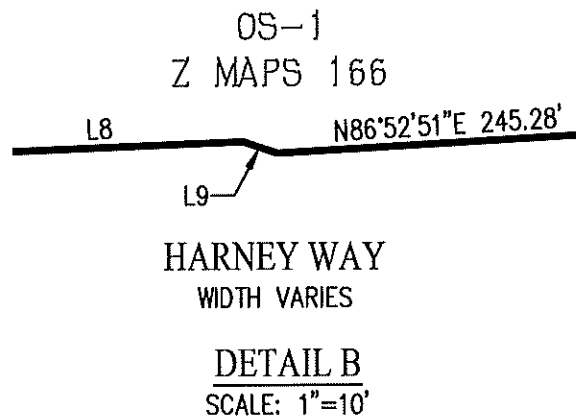 OS-1
Z MAPS 166
L8
N86°52'51"E 245.28'
L9
HARNEY WAY
WIDTH VARIES
DETAIL B
SCALE: 1"=10'